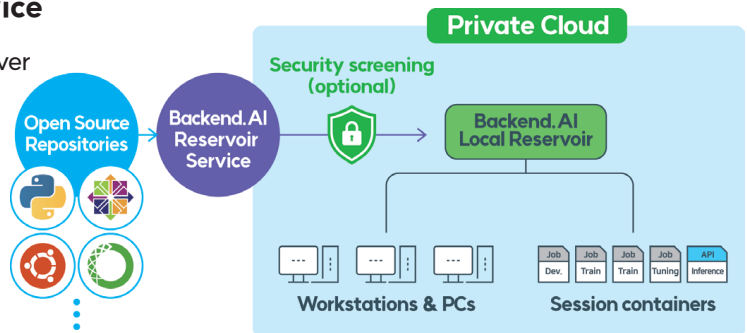 vice
ver
Private Cloud
Security screening
(optional)
Open Source
Repositories
Backend.AI
Reservoir
Service
Backend.AI
Local Reservoir
Job
Dev.
Job
Train
Job
Train
Job
Tuning
API
Inference
Workstations & PCs
Session containers